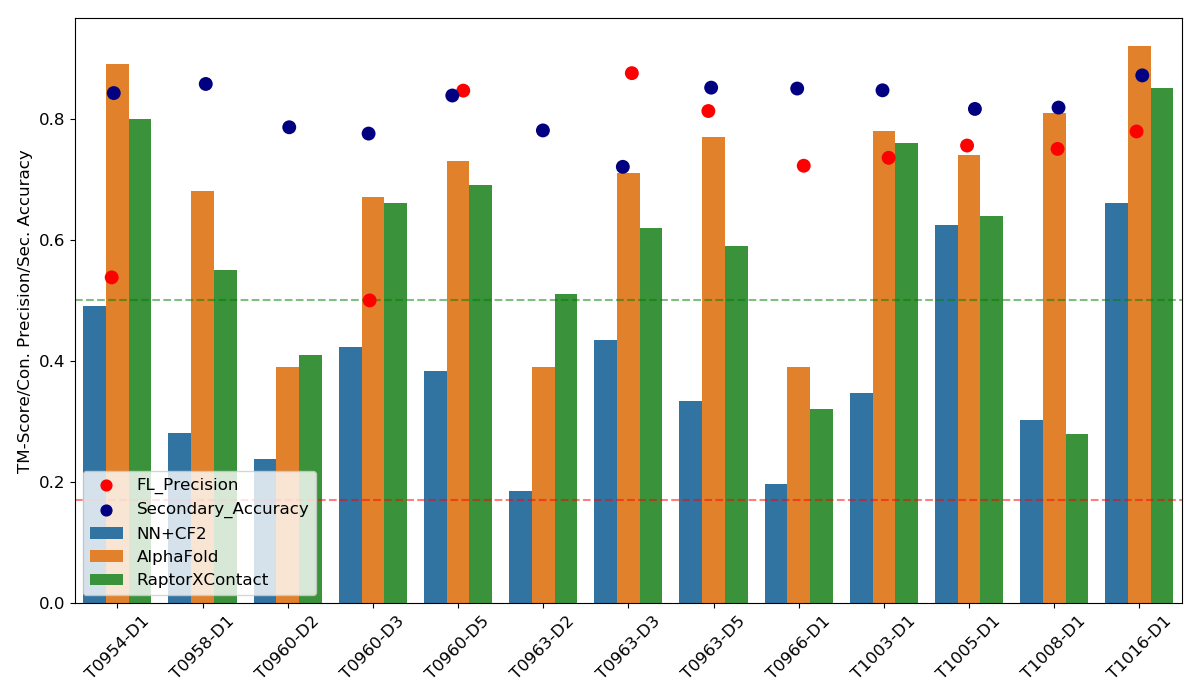 TM-Score/Con. Precision/Sec. Accuracy
0.8
0.6
0.4
0.2
0.0
FL_Precision
Secondary_Accuracy
NN+CF2
AlphaFold
RaptorXContact
T0954-D1
T0958-D1
T0960-D2
T0960-D3
T0960-D5
T0963-D2
T0963-D3
T0963-D5
T0966-D1
T1003-D1
T1005-D1
T1008-D1
T1016-D1